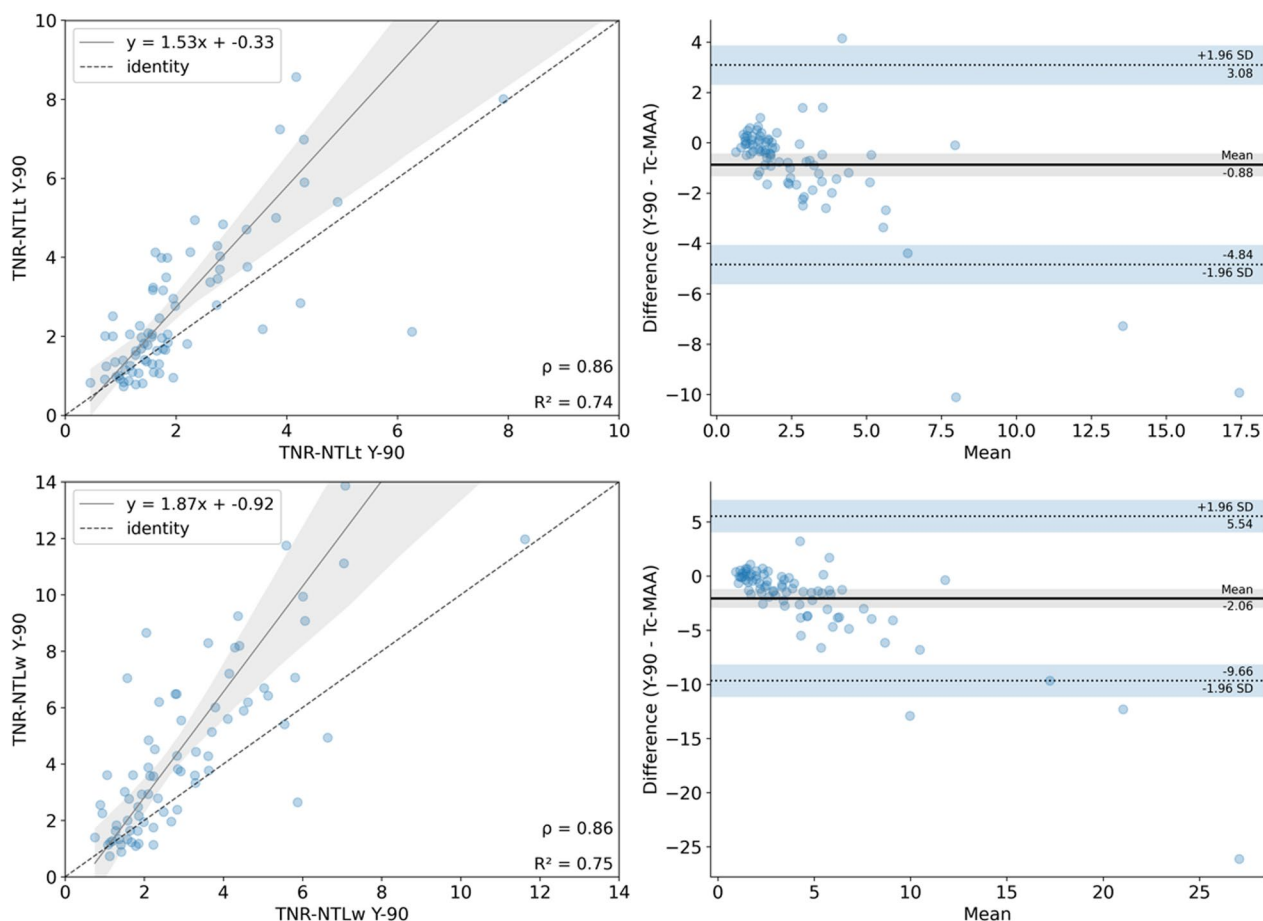 y = 1.53x + -0.33
identity
TNR-NTLt Y-90
10
8
6
4
2
0
ρ = 0.86
R² = 0.74
0 2 4 6 8 10
TNR-NTLt Y-90
Difference (Y-90 - Tc-MAA)
4
2
0
−2
−4
−6
−8
−10
+1.96 SD
3.08
Mean
-0.88
-4.84
-1.96 SD
0.0 2.5 5.0 7.5 10.0 12.5 15.0 17.5
Mean
y = 1.87x + -0.92
identity
TNR-NTLw Y-90
14
12
10
8
6
4
2
0
ρ = 0.86
R² = 0.75
0 2 4 6 8 10 12 14
TNR-NTLw Y-90
Difference (Y-90 - Tc-MAA)
5
0
−5
−10
−15
−20
−25
+1.96 SD
5.54
Mean
-2.06
-9.66
-1.96 SD
0 5 10 15 20 25
Mean